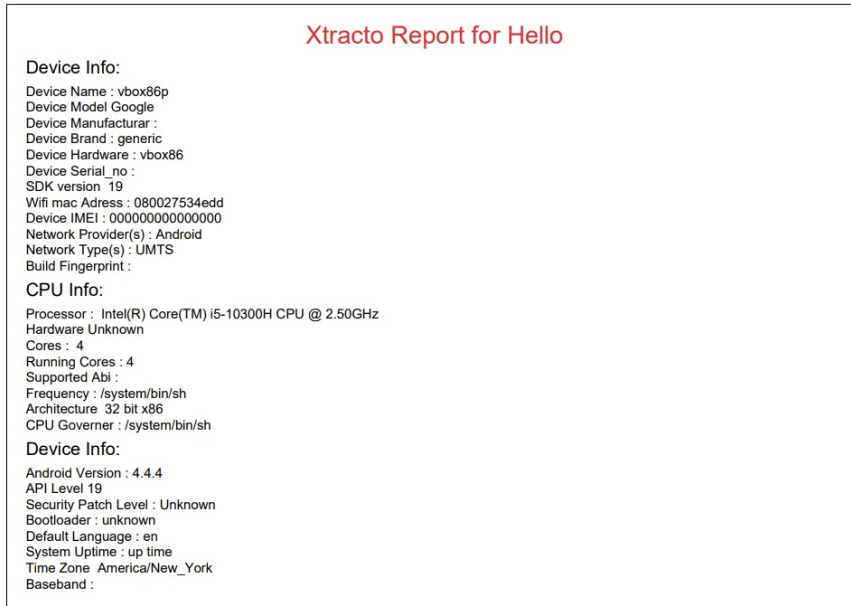 Xtracto Report for Hello
Device Info:
Device Name : vbox86p
Device Model Google
Device Manufacturar :
Device Brand : generic
Device Hardware : vbox86
Device Serial_no :
SDK version  19
Wifi mac Adress : 080027534edd
Device IMEI : 000000000000000
Network Provider(s) : Android
Network Type(s) : UMTS
Build Fingerprint :
CPU Info:
Processor :  Intel(R) Core(TM) i5-10300H CPU @ 2.50GHz
Hardware Unknown
Cores :  4
Running Cores : 4
Supported Abi :
Frequency : /system/bin/sh
Architecture  32 bit x86
CPU Governer : /system/bin/sh
Device Info:
Android Version : 4.4.4
API Level 19
Security Patch Level : Unknown
Bootloader : unknown
Default Language : en
System Uptime : up time
Time Zone  America/New_York
Baseband :